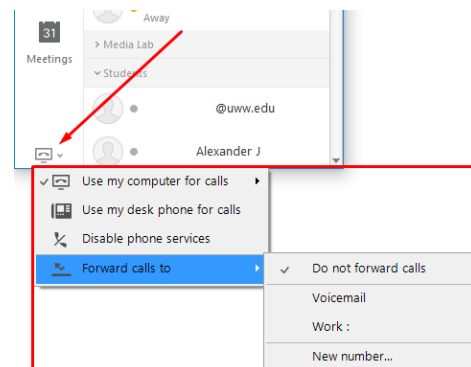 Away
31
Meetings
Media Lab
Students
@uww.edu
Alexander J
Use my computer for calls
Use my desk phone for calls
Disable phone services
Forward calls to
Do not forward calls
Voicemail
Work :
New number...